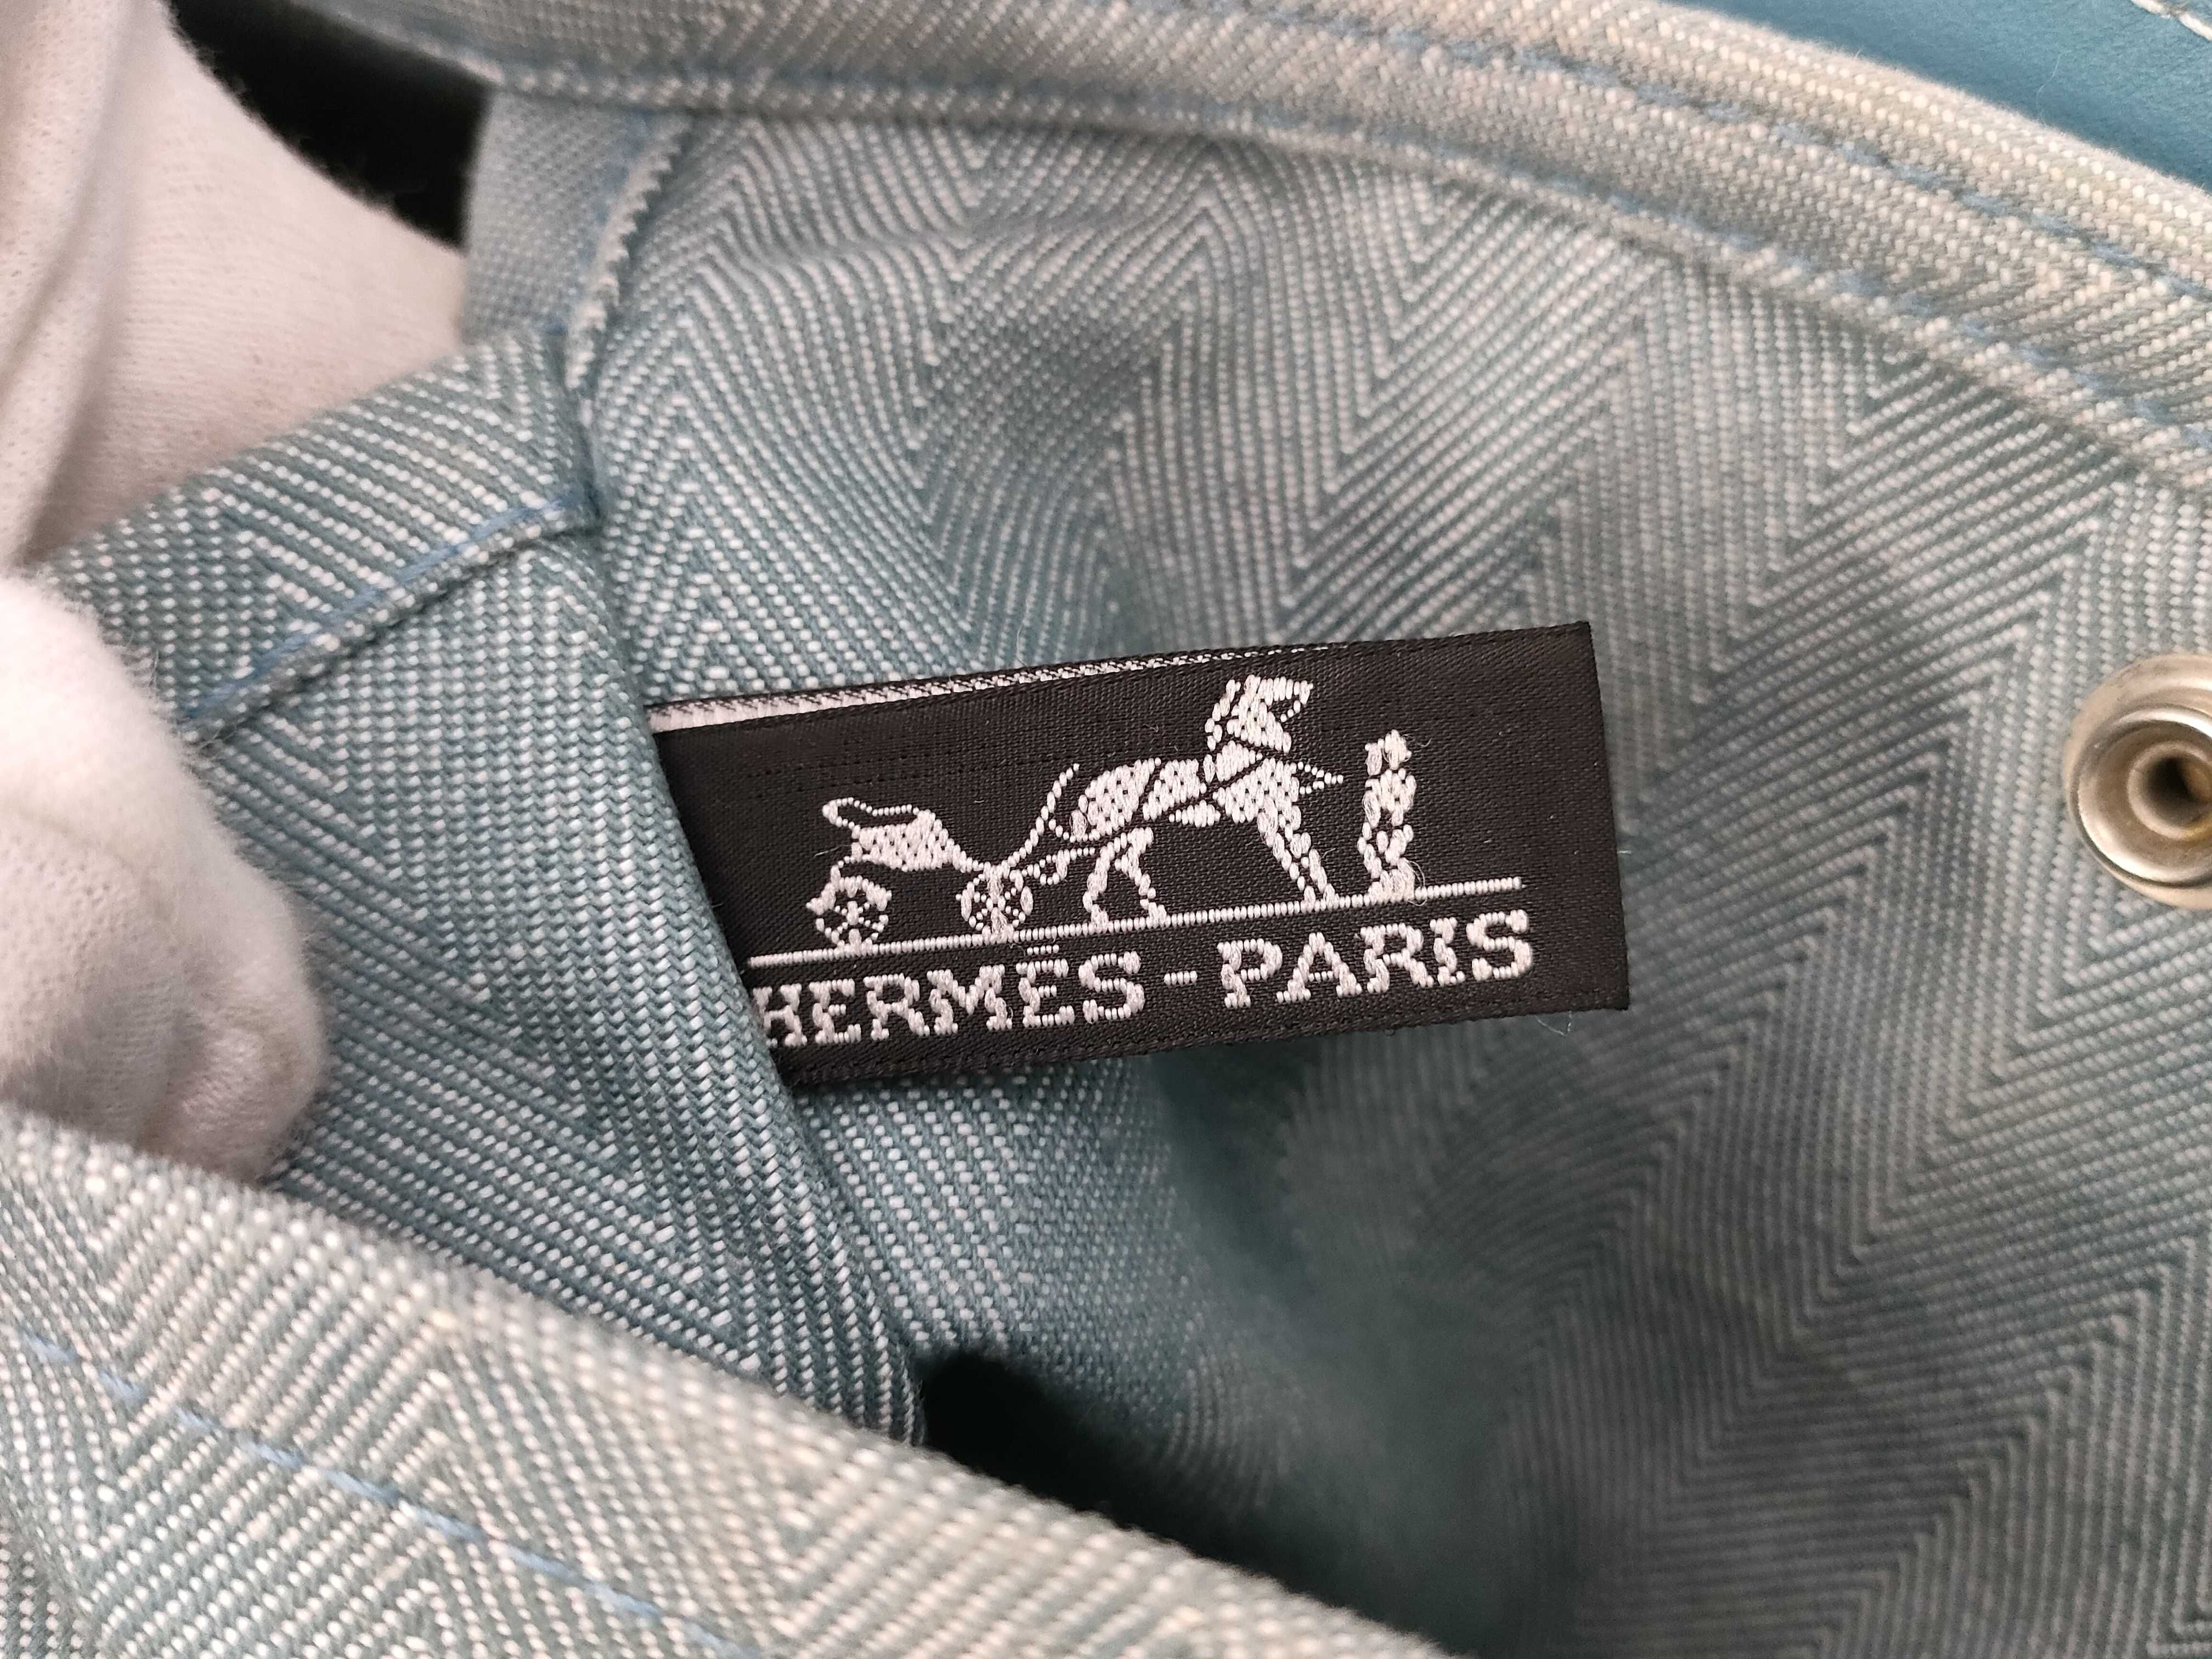 HERMÈS - PARIS